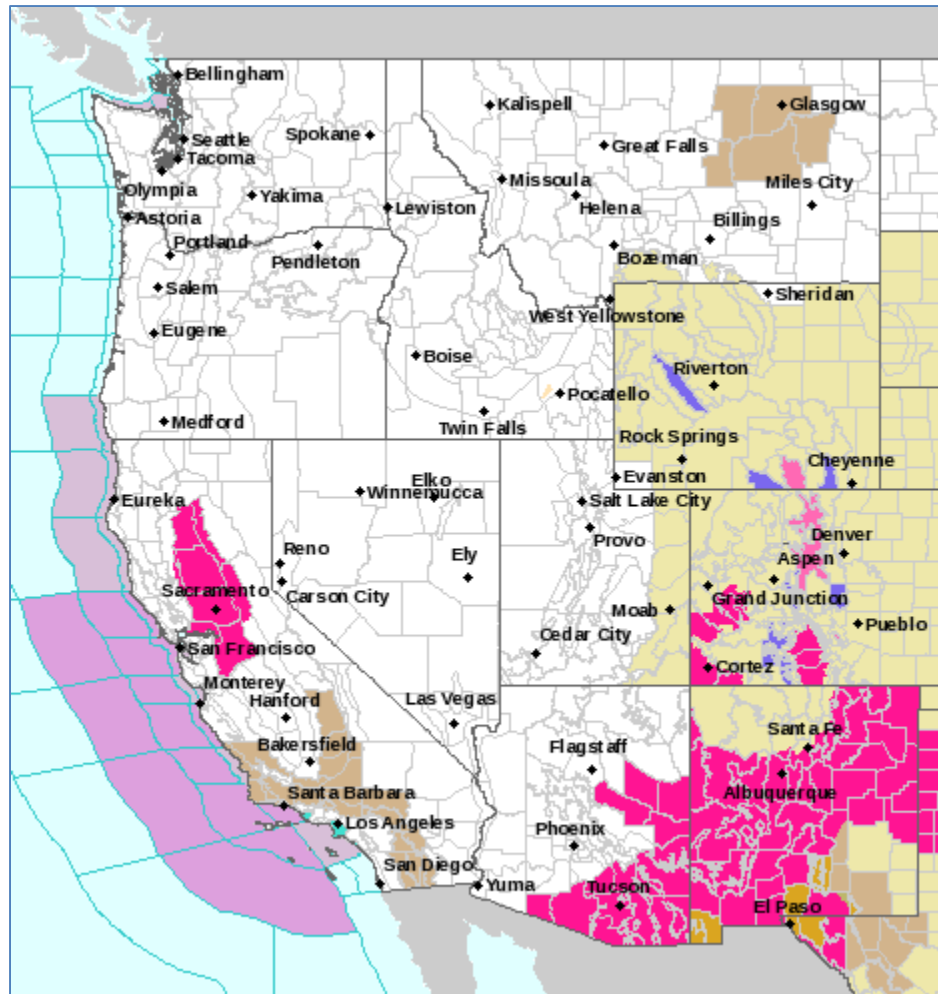 Bellingham
Kalispell
Glasgow
Seattle
Spokane
Great Falls
Tacoma
Olympia
Missoula
Miles City
Yakima
Lewiston
Helena
Astoria
Billings
Portland
Pendleton
Bozeman
Salem
Sheridan
West Yellowstone
Eugene
Boise
Riverton
Pocatello
Medford
Twin Falls
Rock Springs
Cheyenne
Evanston
Elko
Winnemucca
Eureka
Salt Lake City
Provo
Denver
Reno
Ely
Aspen
Sacramento
Carson City
Grand Junction
Moab
Pueblo
Cedar City
San Francisco
Cortez
Monterey
Hanford
Las Vegas
Santa Fe
Bakersfield
Flagstaff
Albuquerque
Santa Barbara
Los Angeles
Phoenix
San Diego
Yuma
Tucson
El Paso